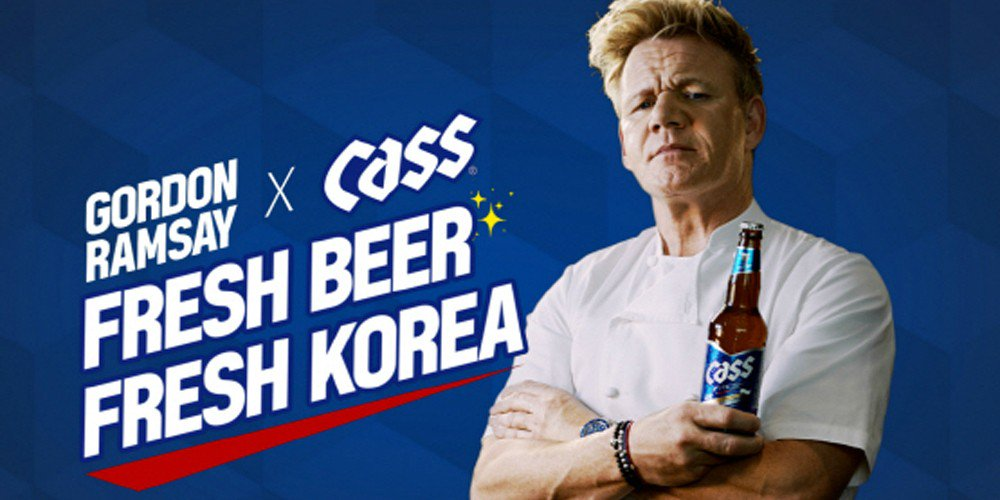 GORDON
RAMSAY
X
Cass®
FRESH BEER
FRESH KOREA
Cass